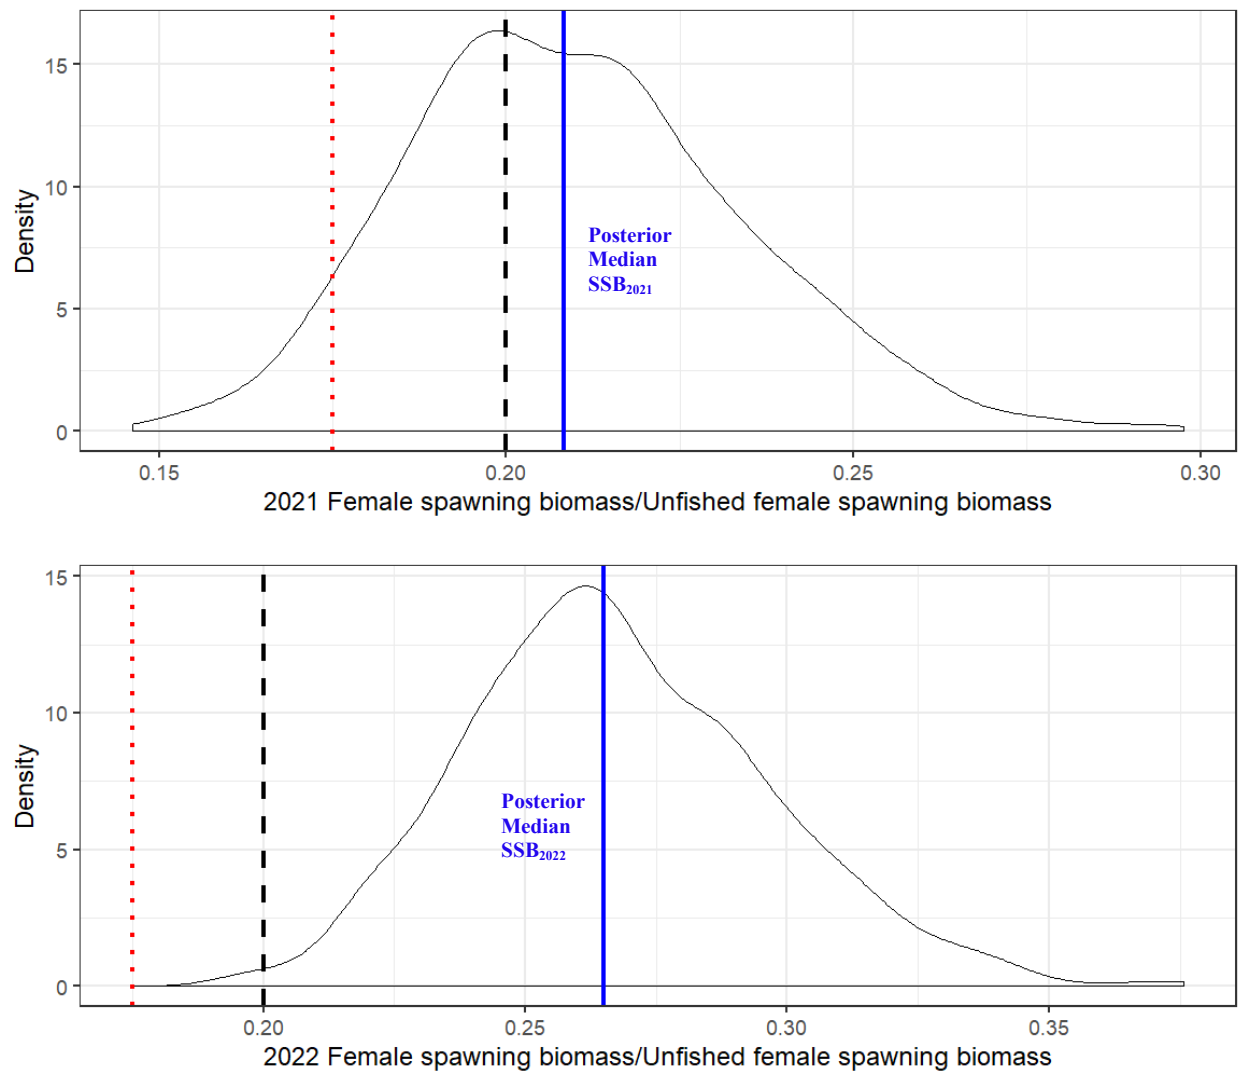 15
10
5
0
Density
Posterior
Median
SSB₂₀₂₁
0.15 0.20 0.25 0.30
2021 Female spawning biomass/Unfished female spawning biomass
15
10
5
0
Density
Posterior
Median
SSB₂₀₂₂
0.20 0.25 0.30 0.35
2022 Female spawning biomass/Unfished female spawning biomass